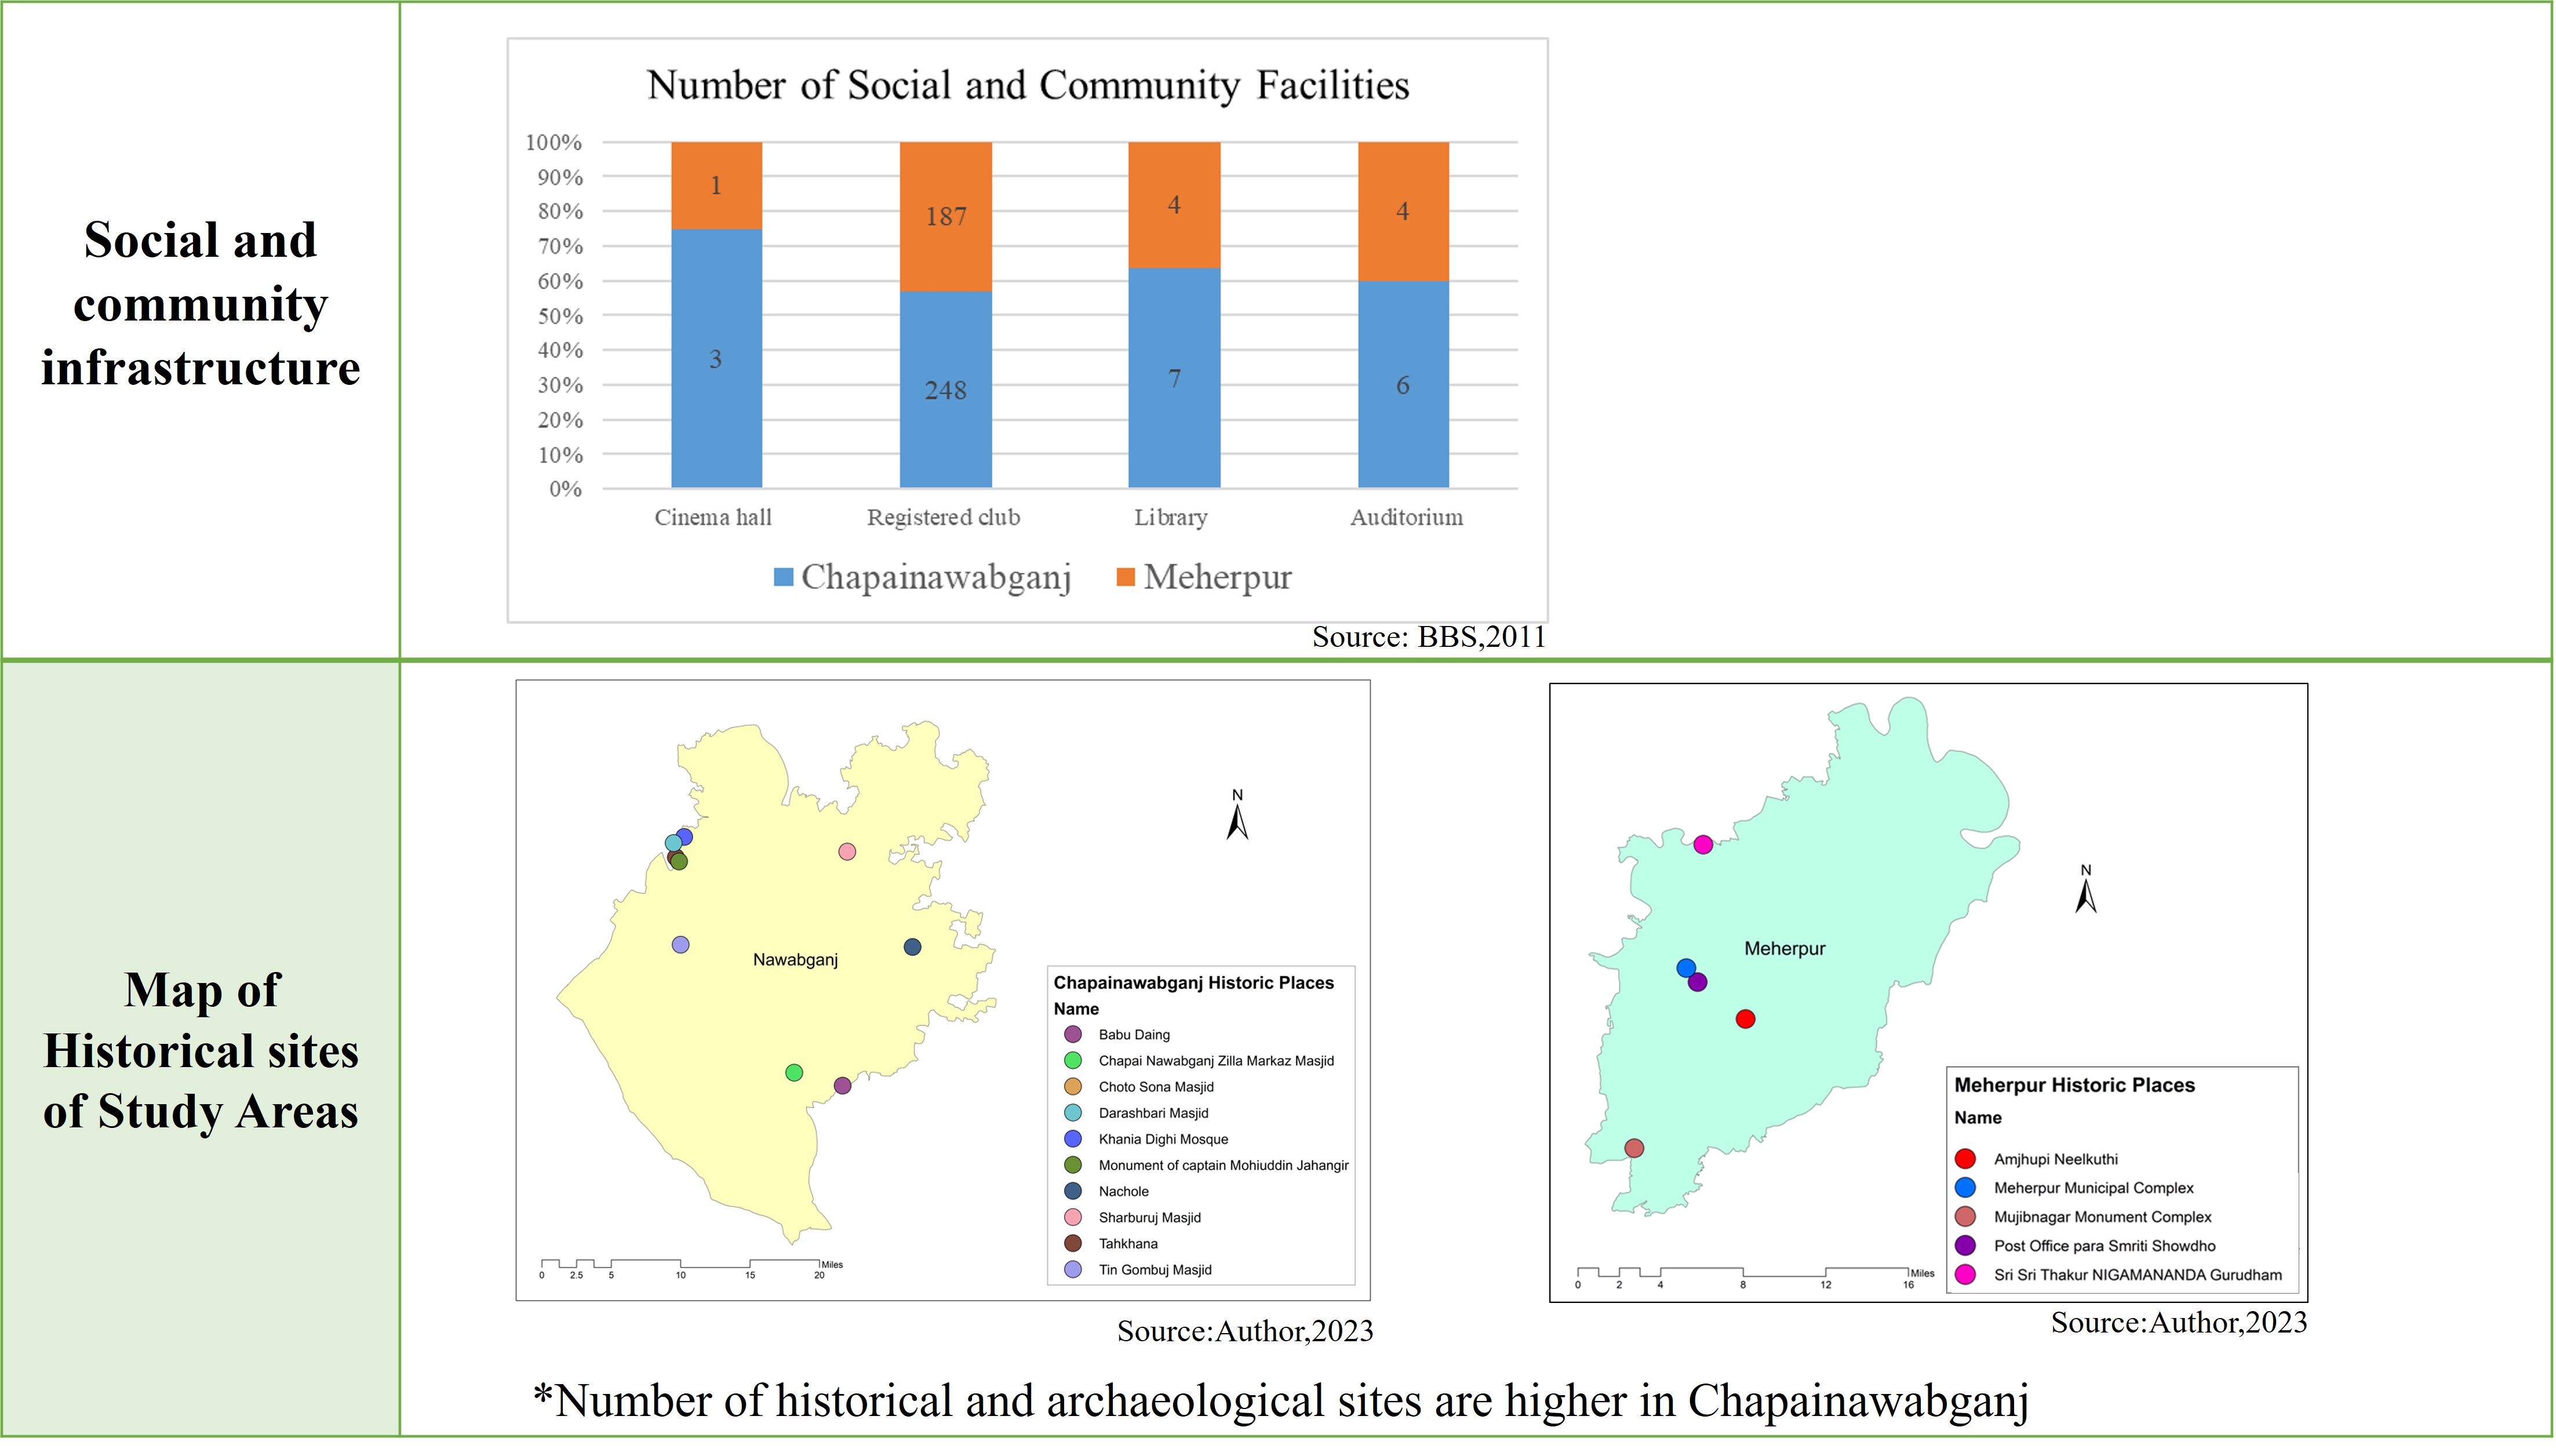 Social and
community
infrastructure
Number of Social and Community Facilities
100%
90%
80%
70%
60%
50%
40%
30%
20%
10%
0%
1
187
4
4
3
248
7
6
Cinema hall
Registered club
Library
Auditorium
Chapainawabganj
Meherpur
Source: BBS,2011
Map of
Historical sites
of Study Areas
N
Nawabganj
Chapainawabganj Historic Places
Name
Babu Daing
Chapai Nawabganj Zilla Markaz Masjid
Choto Sona Masjid
Darashbari Masjid
Khania Dighi Mosque
Monument of captain Mohiuddin Jahangir
Nachole
Sharburuj Masjid
Tahkhana
Tin Gombuj Masjid
0 2.5 5 10 15 20 Miles
Source:Author,2023
N
Meherpur
Meherpur Historic Places
Name
Amjhupi Neelkuthi
Meherpur Municipal Complex
Mujibnagar Monument Complex
Post Office para Smriti Showdho
Sri Sri Thakur NIGAMANANDA Gurudham
0 2 4 8 12 16 Miles
Source:Author,2023
*Number of historical and archaeological sites are higher in Chapainawabganj